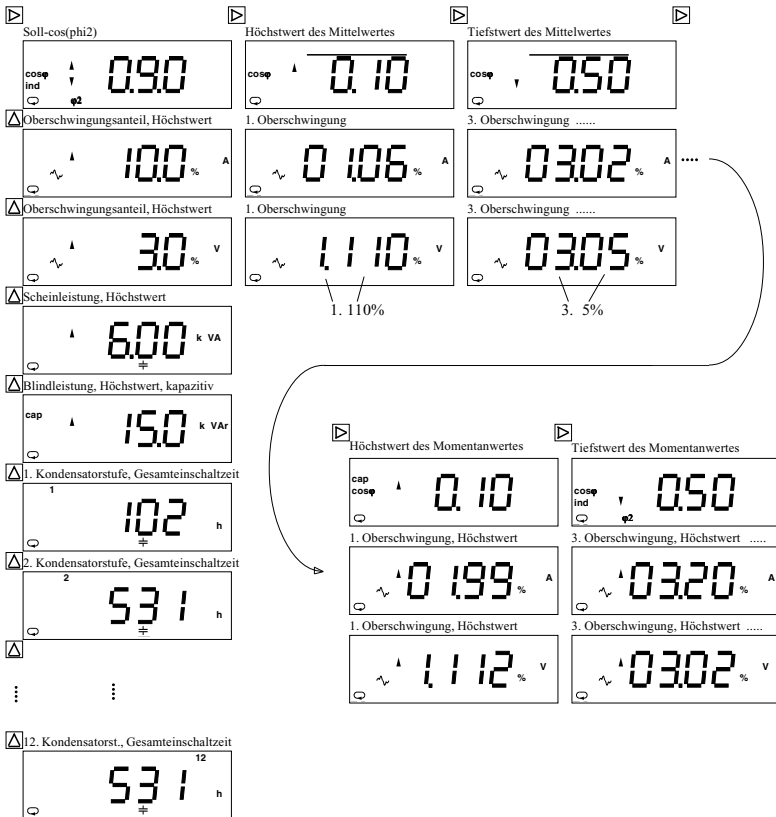 Soll-cos(phi2)
cosφ
ind
0.9.0
φ2
Höchstwert des Mittelwertes
cosφ
0.10
Tiefstwert des Mittelwertes
cosφ
0.50
Oberschwingungsanteil, Höchstwert
10.0 % A
1. Oberschwingung
01.06 % A
3. Oberschwingung ......
03.02 % A ....
Oberschwingungsanteil, Höchstwert
3.0 % V
1. Oberschwingung
1.110 % V
1. 110%
3. Oberschwingung ......
03.05 % V
3. 5%
Scheinleistung, Höchstwert
6.00 k VA
Blindleistung, Höchstwert, kapazitiv
cap
15.0 k VAr
1. Kondensatorstufe, Gesamteinschaltzeit
1
102 h
2. Kondensatorstufe, Gesamteinschaltzeit
2
531 h
12. Kondensatorst., Gesamteinschaltzeit
12
531 h
Höchstwert des Momentanwertes
cap
cosφ
0.10
Tiefstwert des Momentanwertes
cosφ
ind
0.50
φ2
1. Oberschwingung, Höchstwert
01.99 % A
3. Oberschwingung, Höchstwert .....
03.20 % A
1. Oberschwingung, Höchstwert
1.112 % V
3. Oberschwingung, Höchstwert .....
03.02 % V